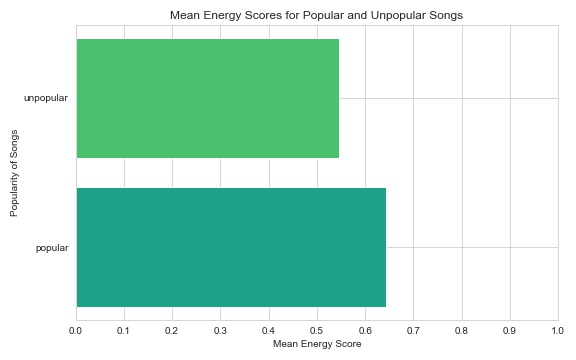 Mean Energy Scores for Popular and Unpopular Songs
unpopular
popular
Popularity of Songs
0.0 0.1 0.2 0.3 0.4 0.5 0.6 0.7 0.8 0.9 1.0
Mean Energy Score